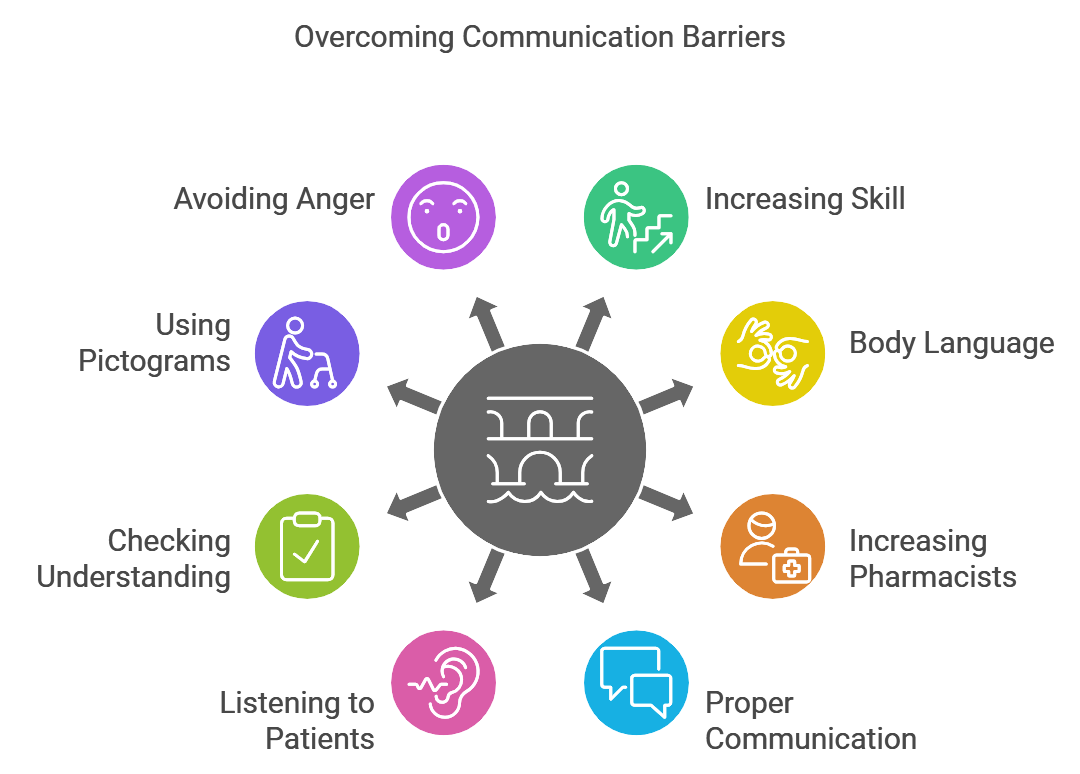 Overcoming Communication Barriers
Avoiding Anger
Increasing Skill
Using
Pictograms
Body Language
Checking
Understanding
Increasing
Pharmacists
Listening to
Patients
Proper
Communication